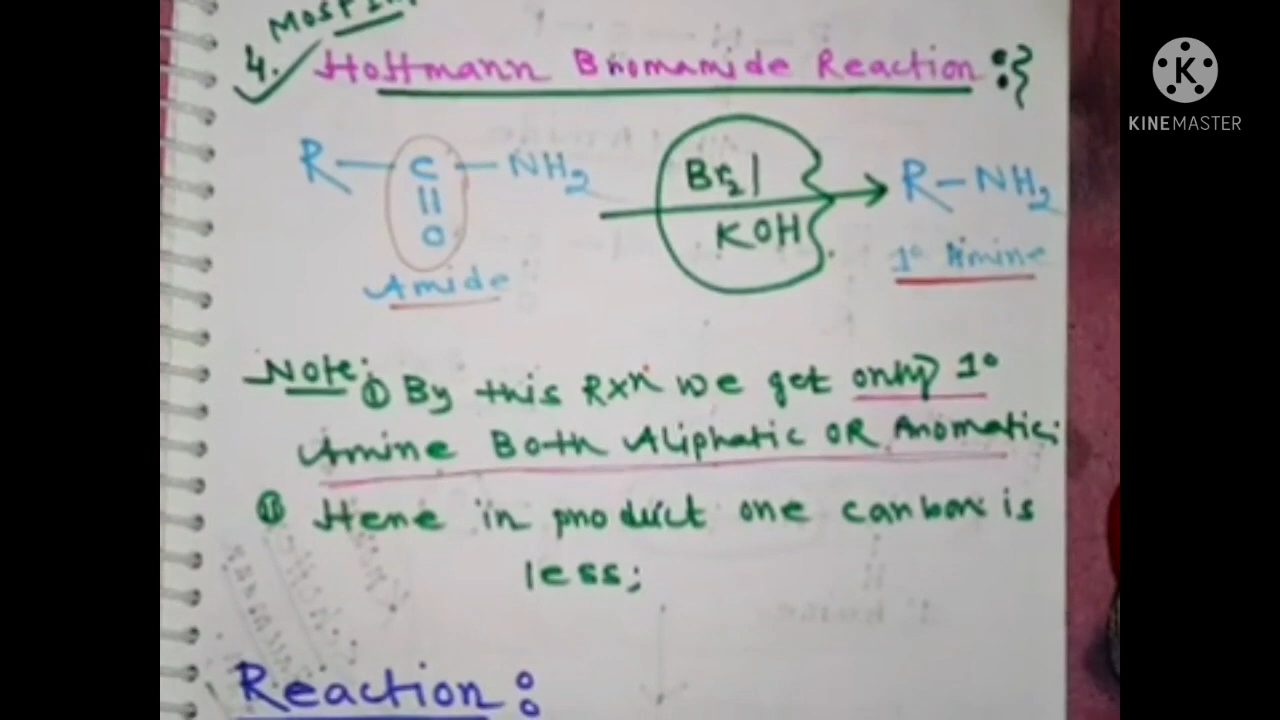 4. Hoffmann Bromamide Reaction :}
KINEMASTER
R—C—NH2 Br2/ R—NH2
||
O KOH
Amide 1° Amine
Note: ① By this Rxn we get only 1°
Amine Both Aliphatic OR Aromatic;
② Here in product one carbon is
less;
Reaction: